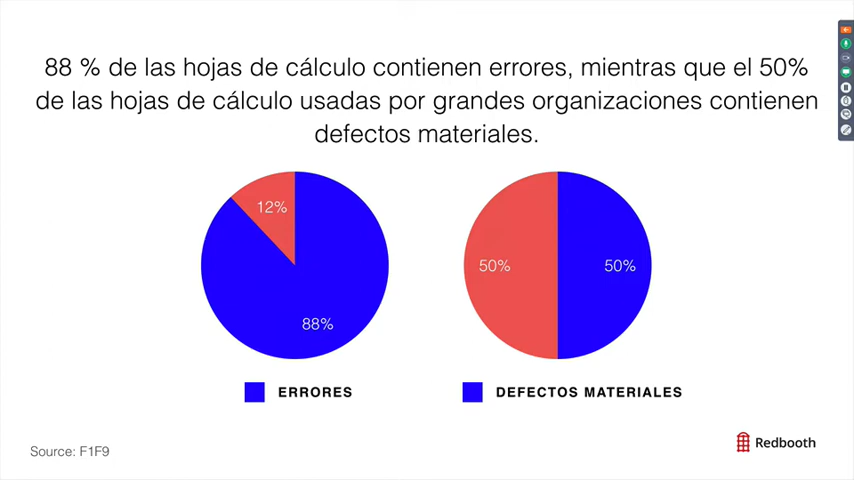 88 % de las hojas de cálculo contienen errores, mientras que el 50%
de las hojas de cálculo usadas por grandes organizaciones contienen
defectos materiales.
12%
88%
50%
50%
ERRORES
DEFECTOS MATERIALES
Source: F1F9
Redbooth